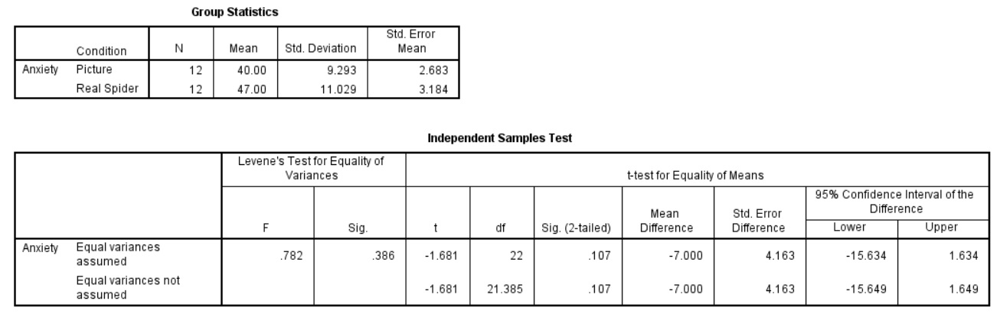 Group Statistics
Condition N Mean Std. Deviation Std. Error Mean
Anxiety Picture 12 40.00 9.293 2.683
Real Spider 12 47.00 11.029 3.184
Independent Samples Test
Levene's Test for Equality of Variances t-test for Equality of Means
F Sig. t df Sig. (2-tailed) Mean Difference Std. Error Difference 95% Confidence Interval of the Difference
Lower Upper
Anxiety Equal variances assumed .782 .386 -1.681 22 .107 -7.000 4.163 -15.634 1.634
Equal variances not assumed -1.681 21.385 .107 -7.000 4.163 -15.649 1.649